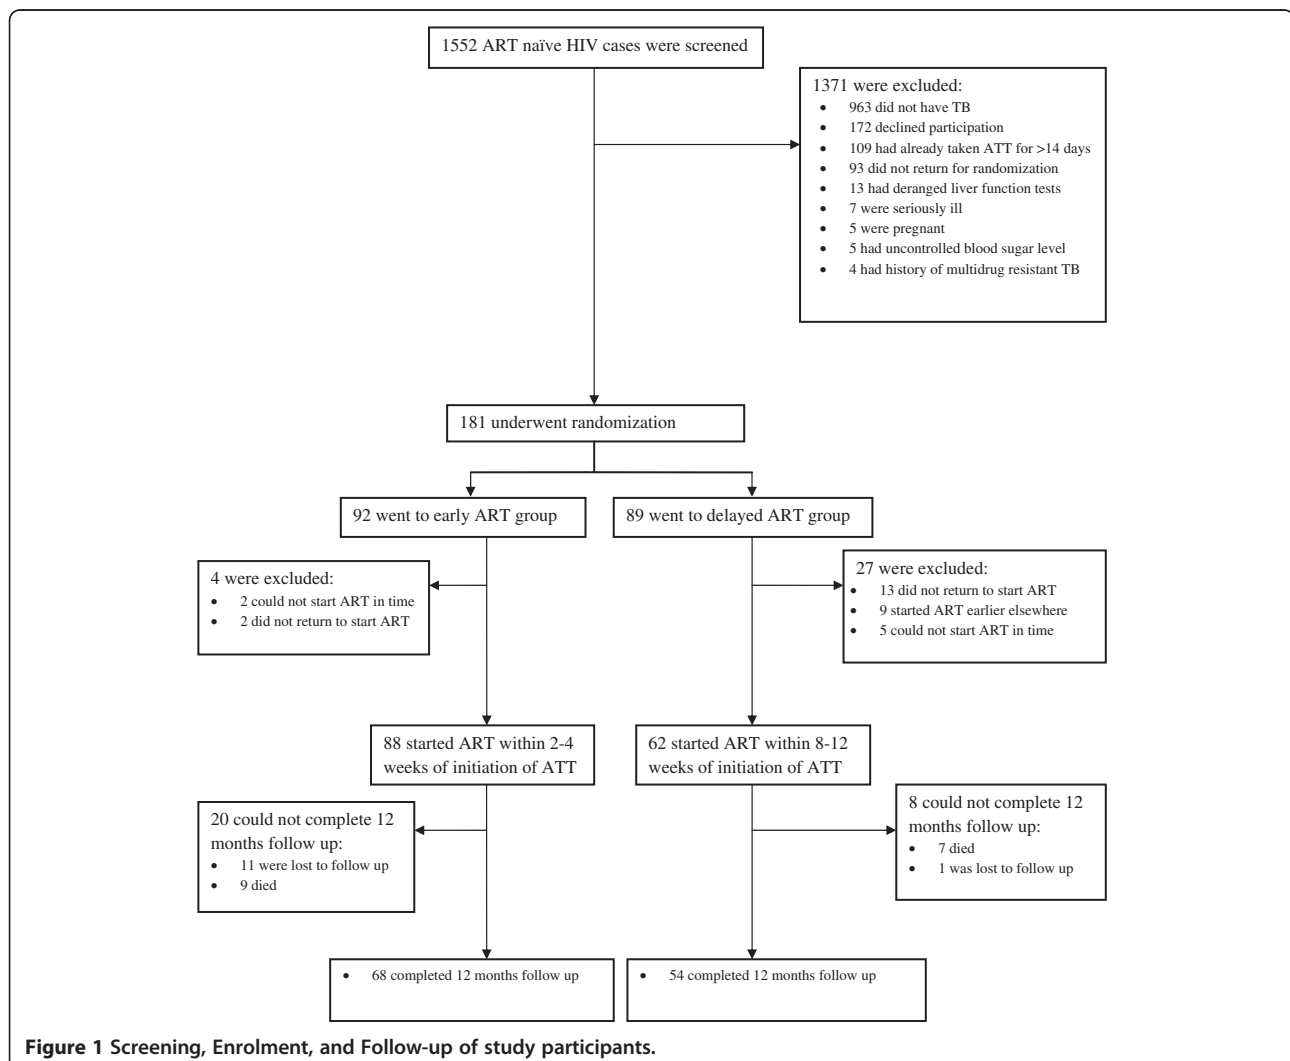 1552 ART naïve HIV cases were screened
1371 were excluded:
• 963 did not have TB
• 172 declined participation
• 109 had already taken ATT for >14 days
• 93 did not return for randomization
• 13 had deranged liver function tests
• 7 were seriously ill
• 5 were pregnant
• 5 had uncontrolled blood sugar level
• 4 had history of multidrug resistant TB
181 underwent randomization
92 went to early ART group
89 went to delayed ART group
4 were excluded:
• 2 could not start ART in time
• 2 did not return to start ART
27 were excluded:
• 13 did not return to start ART
• 9 started ART earlier elsewhere
• 5 could not start ART in time
88 started ART within 2-4
weeks of initiation of ATT
62 started ART within 8-12
weeks of initiation of ATT
20 could not complete 12
months follow up:
• 11 were lost to follow up
• 9 died
8 could not complete 12
months follow up:
• 7 died
• 1 was lost to follow up
• 68 completed 12 months follow up
• 54 completed 12 months follow up
Figure 1 Screening, Enrolment, and Follow-up of study participants.